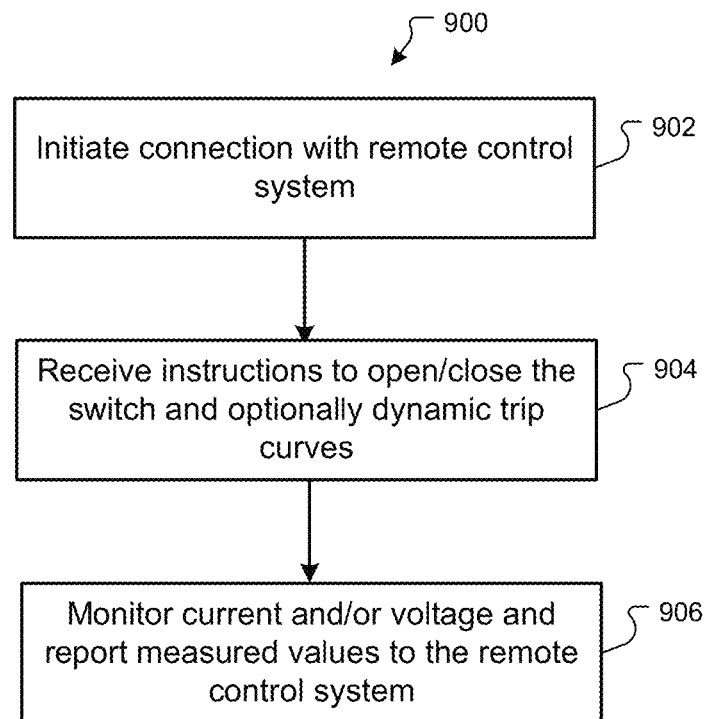 900
Initiate connection with remote control
system
902
Receive instructions to open/close the
switch and optionally dynamic trip
curves
904
Monitor current and/or voltage and
report measured values to the remote
control system
906